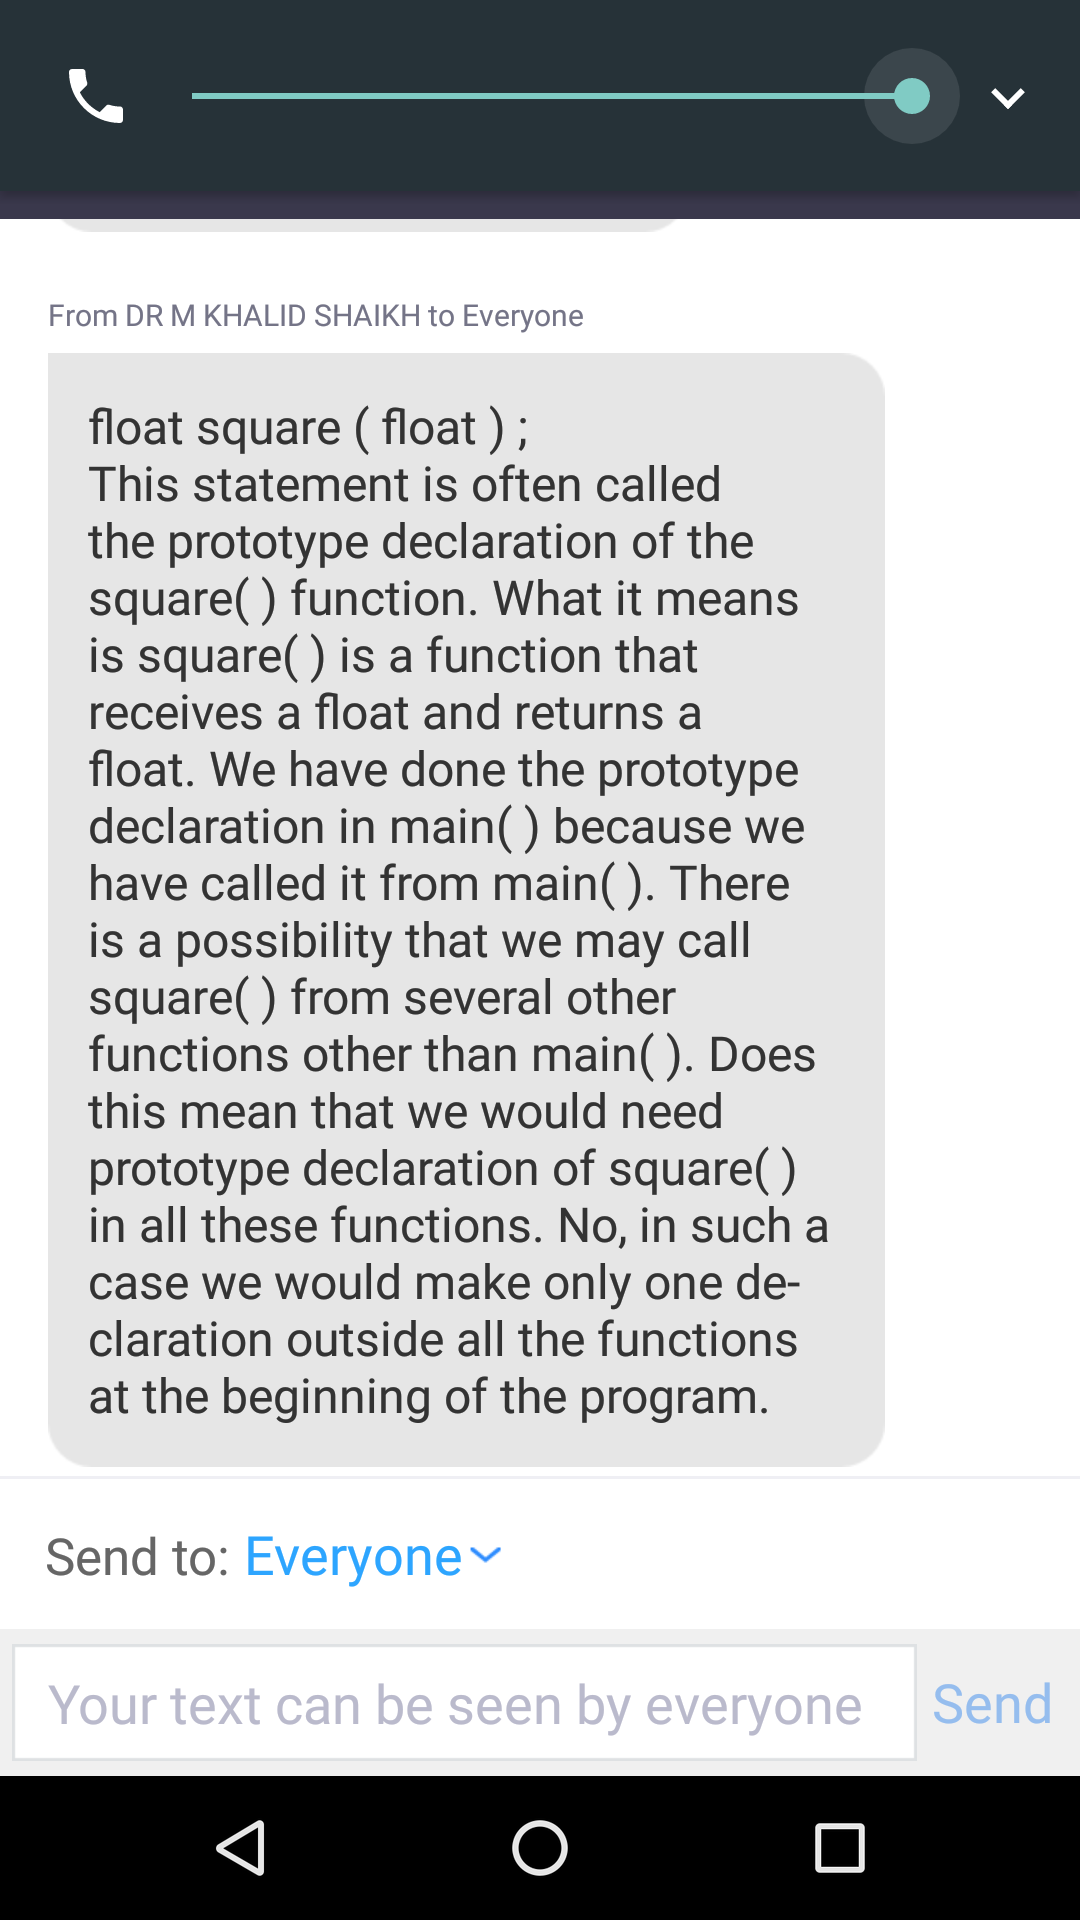 From DR M KHALID SHAIKH to Everyone
float square ( float ) ;
This statement is often called
the prototype declaration of the
square( ) function. What it means
is square( ) is a function that
receives a float and returns a
float. We have done the prototype
declaration in main( ) because we
have called it from main( ). There
is a possibility that we may call
square( ) from several other
functions other than main( ). Does
this mean that we would need
prototype declaration of square( )
in all these functions. No, in such a
case we would make only one de-
claration outside all the functions
at the beginning of the program.
Send to: Everyone
Your text can be seen by everyone Send